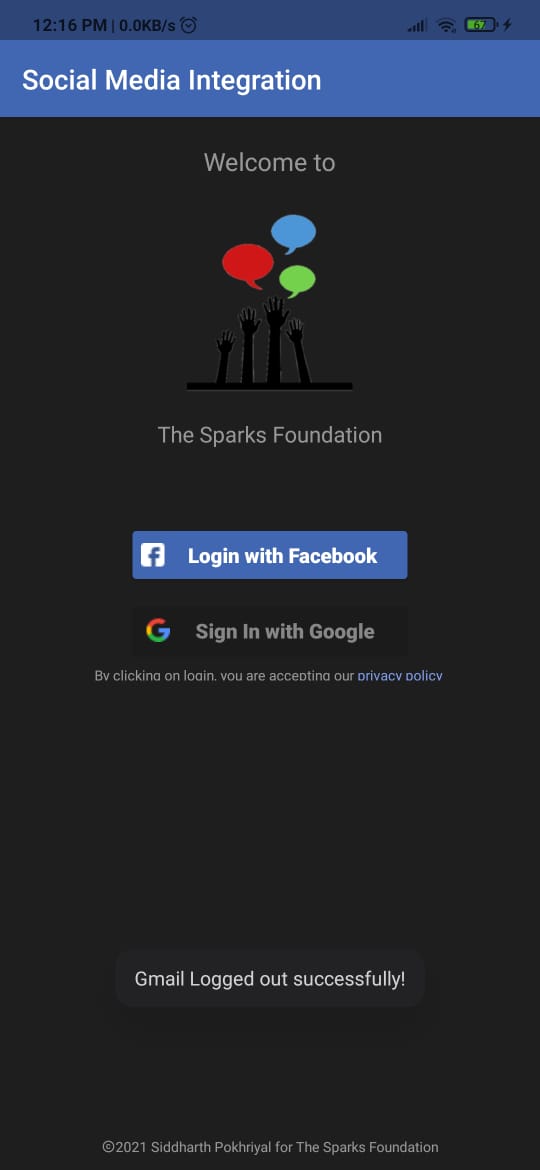 12:16 PM | 0.0KB/s
67
Social Media Integration
Welcome to
The Sparks Foundation
Login with Facebook
Sign In with Google
By clicking on login, you are accepting our privacy policy
Gmail Logged out successfully!
©2021 Siddharth Pokhriyal for The Sparks Foundation